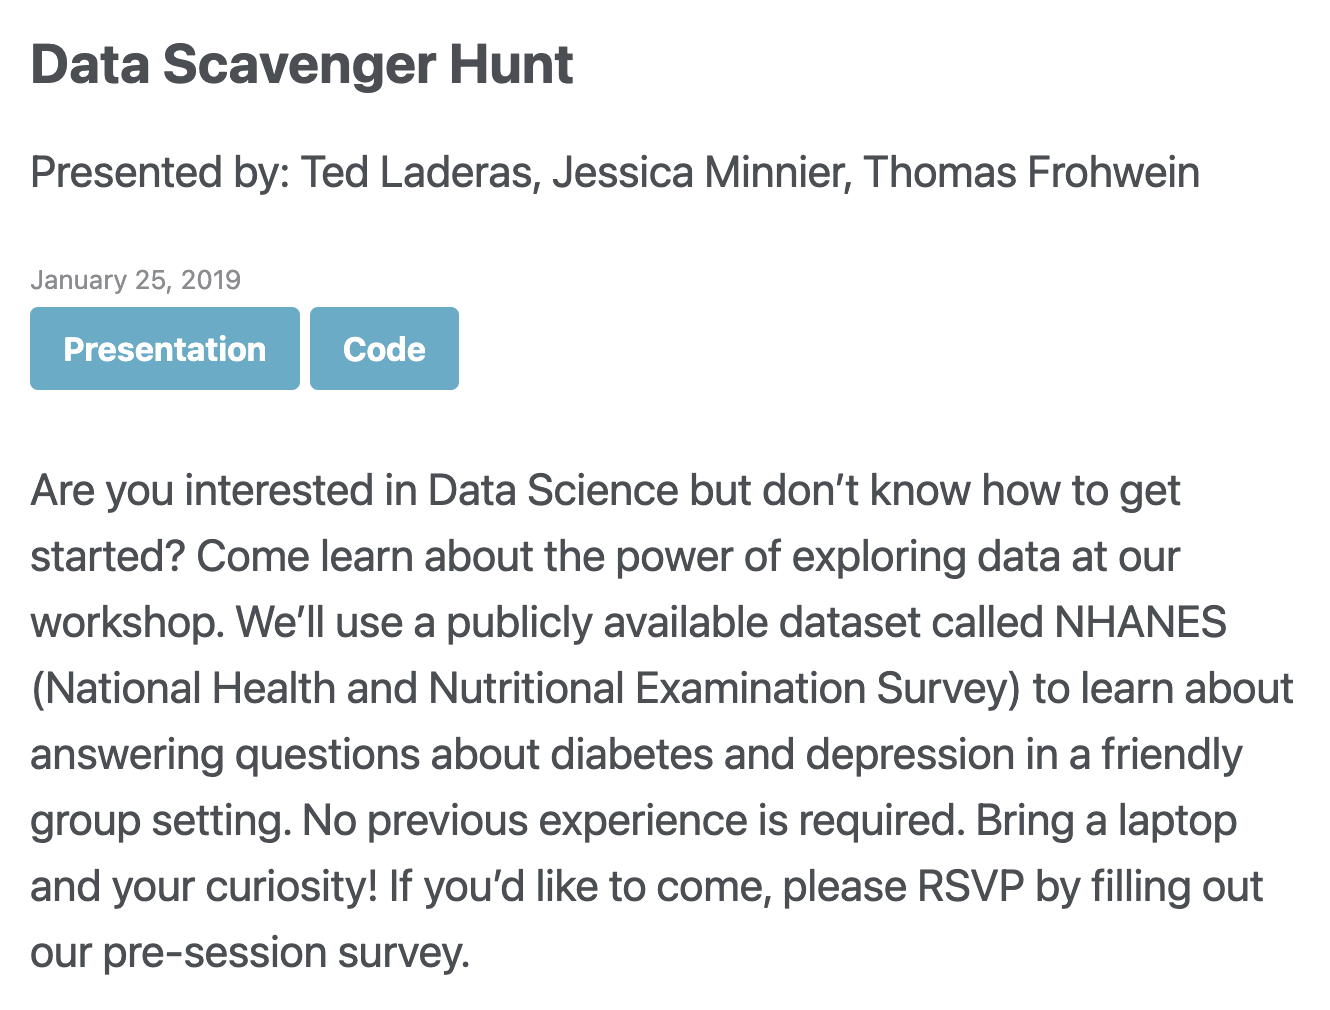 Data Scavenger Hunt
Presented by: Ted Laderas, Jessica Minnier, Thomas Frohwein
January 25, 2019
Presentation Code
Are you interested in Data Science but don’t know how to get
started? Come learn about the power of exploring data at our
workshop. We’ll use a publicly available dataset called NHANES
(National Health and Nutritional Examination Survey) to learn about
answering questions about diabetes and depression in a friendly
group setting. No previous experience is required. Bring a laptop
and your curiosity! If you’d like to come, please RSVP by filling out
our pre-session survey.